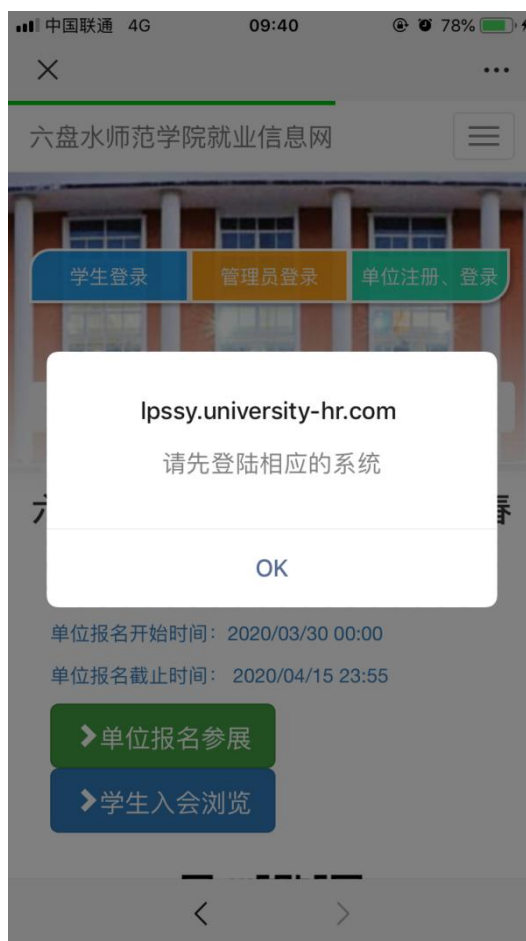 中国联通 4G 09:40 78%
六盘水师范学院就业信息网
学生登录 管理员登录 单位注册、登录
lpssy.university-hr.com
请先登陆相应的系统
春
OK
单位报名开始时间：2020/03/30 00:00
单位报名截止时间： 2020/04/15 23:55
单位报名参展
学生入会浏览